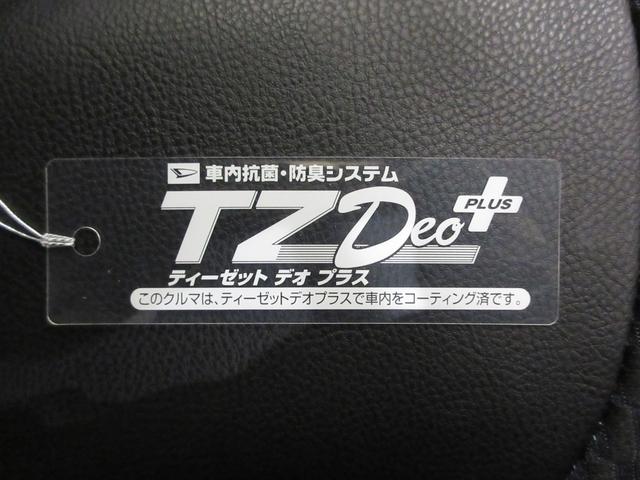 車内抗菌・防臭システム
TZ Deo PLUS
ティーゼット デオ プラス
このクルマは、ティーゼットデオプラスで車内をコーティング済です。